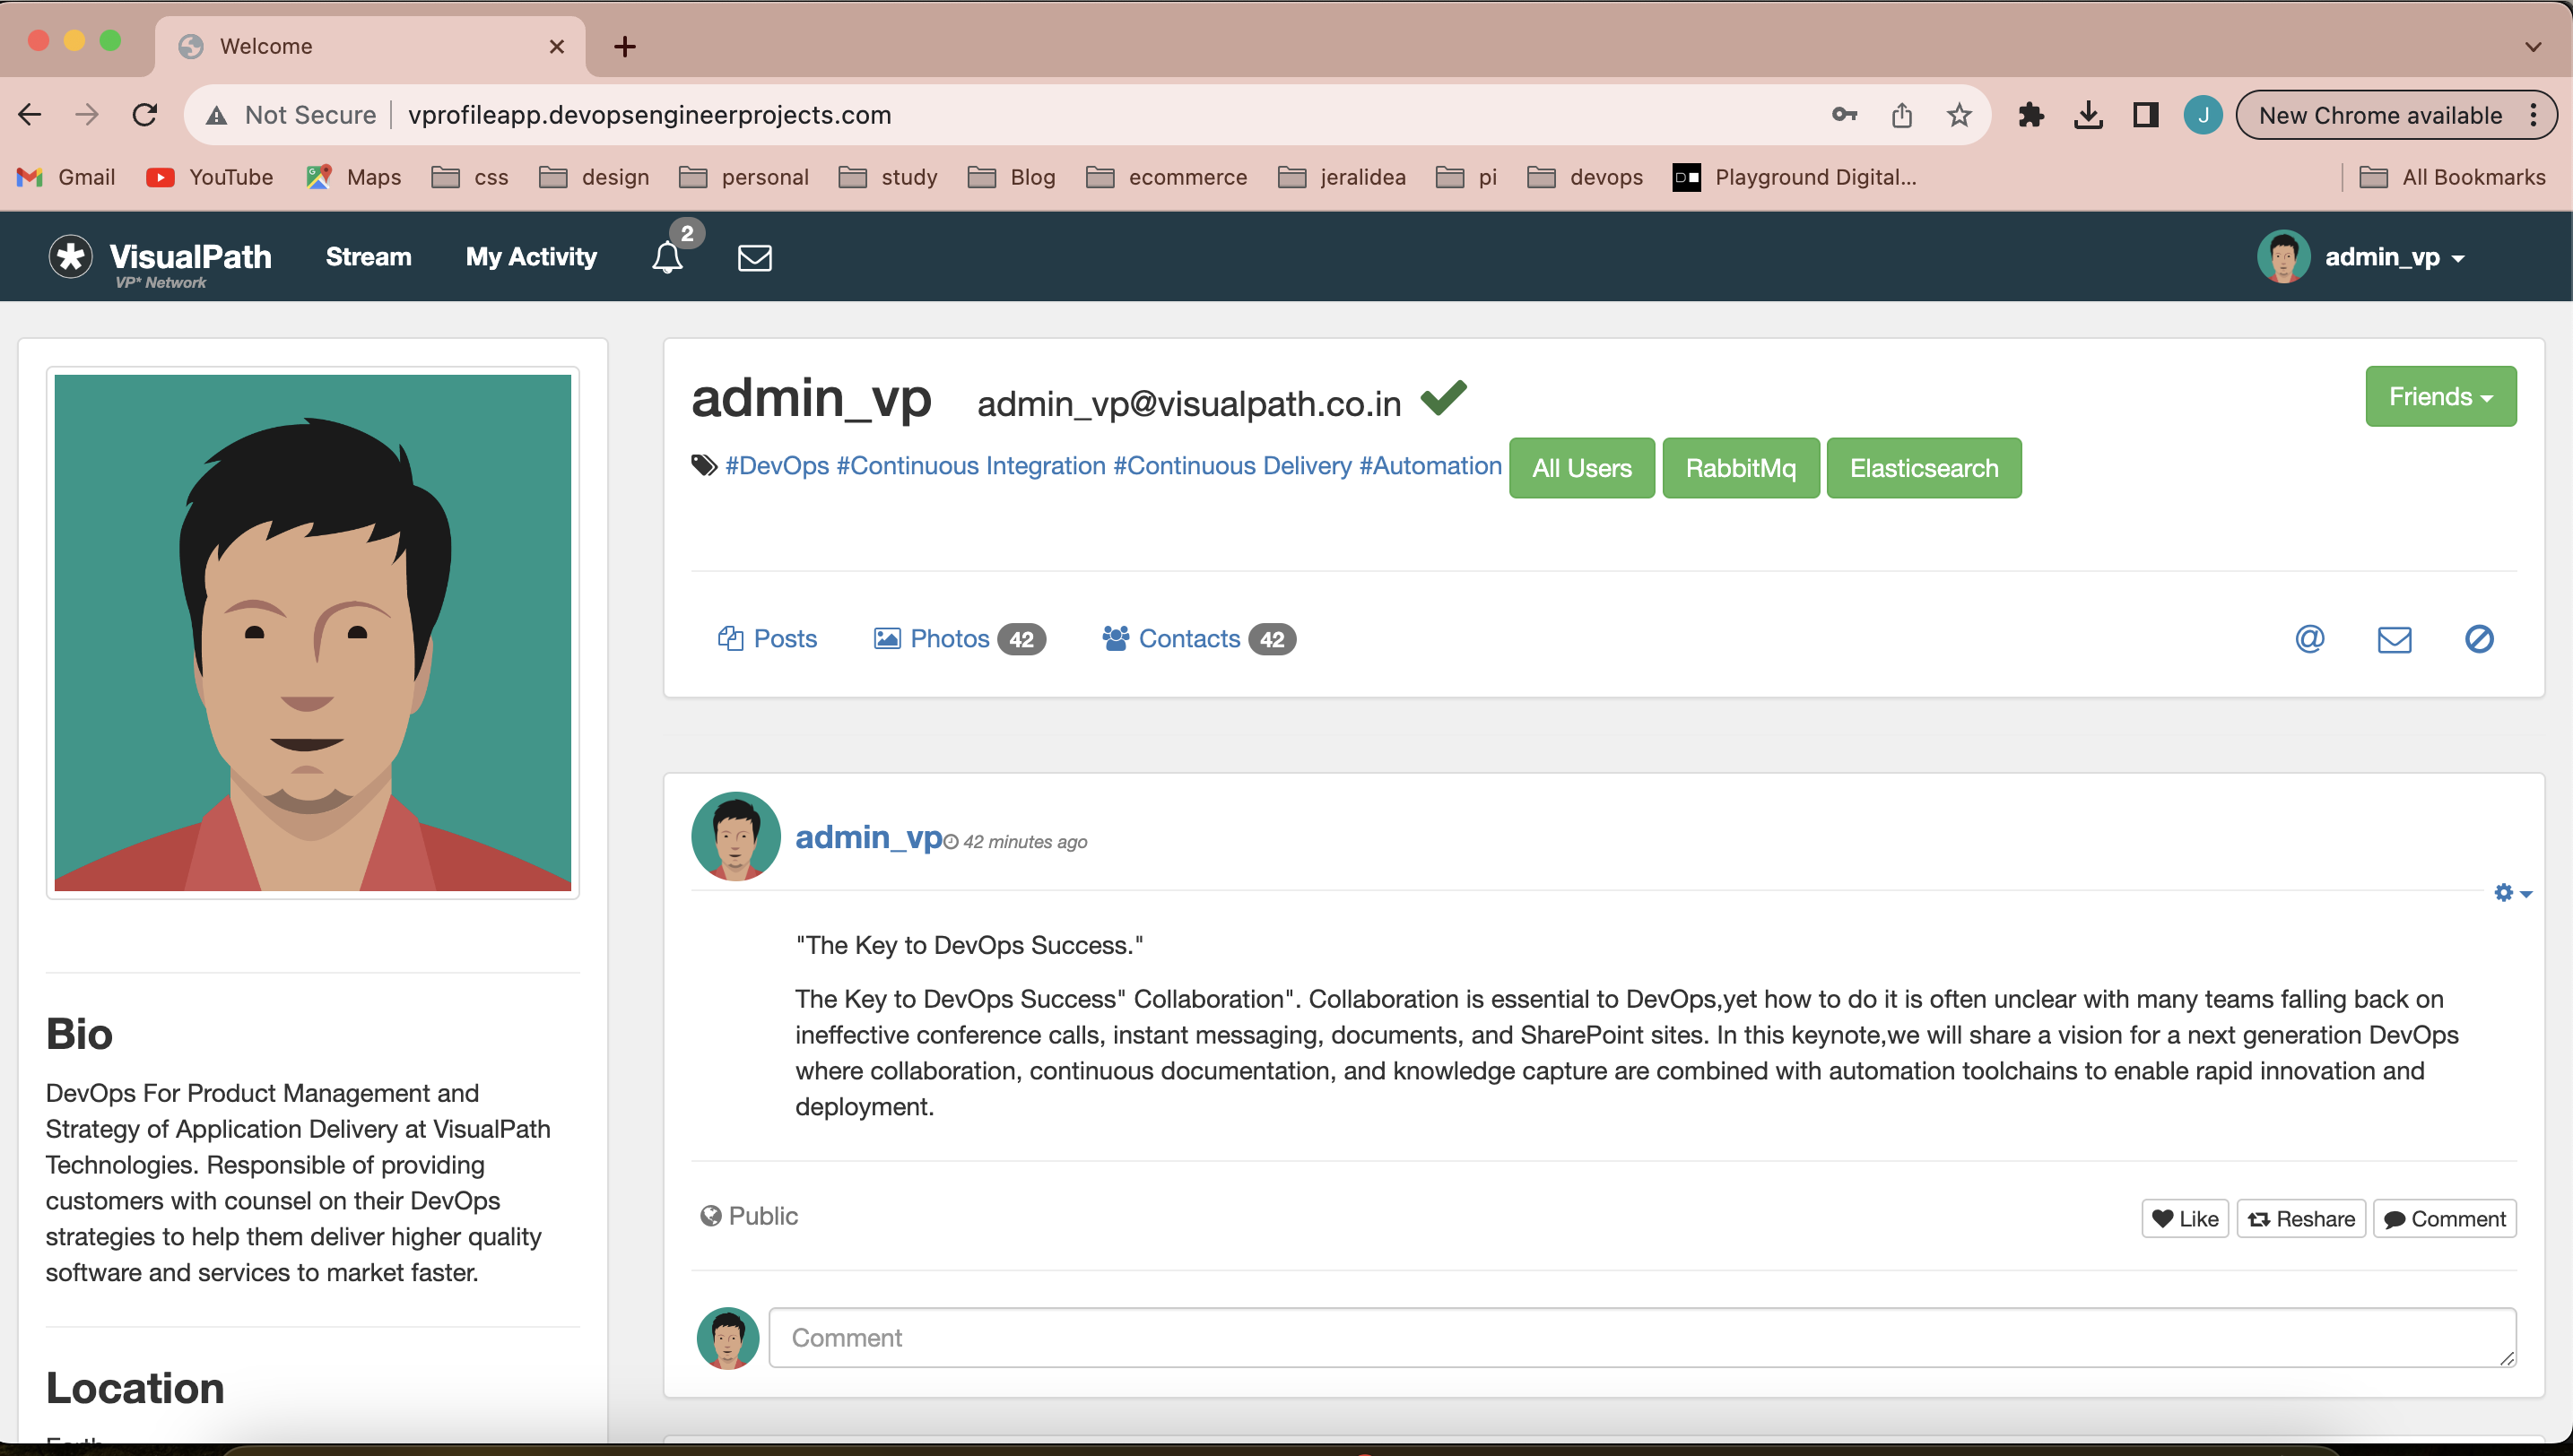 Welcome
Not Secure vprofileapp.devopsengineerprojects.com
New Chrome available
J
Gmail YouTube Maps css design personal study Blog ecommerce jeralidea pi devops Playground Digital... All Bookmarks
VisualPath Stream My Activity 2 admin_vp
VP* Network
admin_vp admin_vp@visualpath.co.in Friends
#DevOps #Continuous Integration #Continuous Delivery #Automation All Users RabbitMq Elasticsearch
Posts Photos 42 Contacts 42
admin_vp 42 minutes ago
"The Key to DevOps Success."
The Key to DevOps Success" Collaboration". Collaboration is essential to DevOps,yet how to do it is often unclear with many teams falling back on
ineffective conference calls, instant messaging, documents, and SharePoint sites. In this keynote,we will share a vision for a next generation DevOps
where collaboration, continuous documentation, and knowledge capture are combined with automation toolchains to enable rapid innovation and
deployment.
Public Like Reshare Comment
Comment
Bio
DevOps For Product Management and
Strategy of Application Delivery at VisualPath
Technologies. Responsible of providing
customers with counsel on their DevOps
strategies to help them deliver higher quality
software and services to market faster.
Location